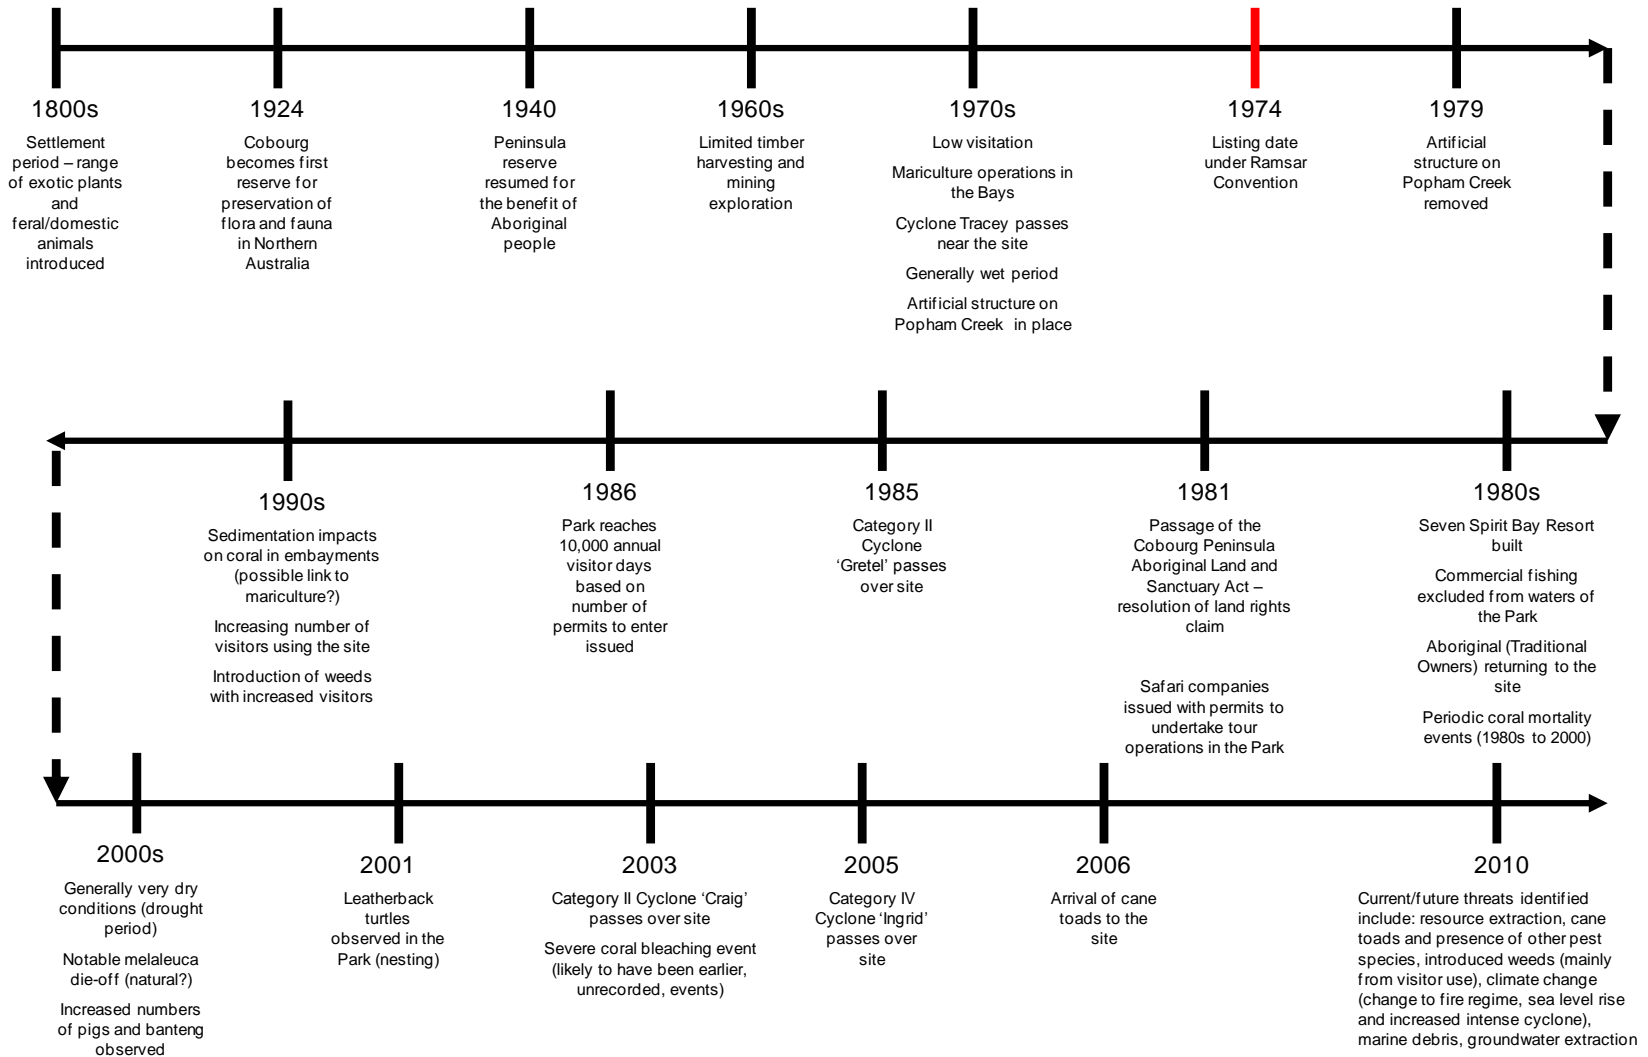 1800s
Settlement
period – range
of exotic plants
and
feral/domestic
animals
introduced
1924
Cobourg
becomes first
reserve for
preservation of
flora and fauna
in Northern
Australia
1940
Peninsula
reserve
resumed for
the benefit of
Aboriginal
people
1960s
Limited timber
harvesting and
mining
exploration
1970s
Low visitation
Mariculture operations in
the Bays
Cyclone Tracey passes
near the site
Generally wet period
Artificial structure on
Popham Creek in place
1974
Listing date
under Ramsar
Convention
1979
Artificial
structure on
Popham Creek
removed
1990s
Sedimentation impacts
on coral in embayments
(possible link to
mariculture?)
Increasing number of
visitors using the site
Introduction of weeds
with increased visitors
1986
Park reaches
10,000 annual
visitor days
based on
number of
permits to enter
issued
1985
Category II
Cyclone
‘Gretel’ passes
over site
1981
Passage of the
Cobourg Peninsula
Aboriginal Land and
Sanctuary Act –
resolution of land rights
claim
Safari companies
issued with permits to
undertake tour
operations in the Park
1980s
Seven Spirit Bay Resort
built
Commercial fishing
excluded from waters of
the Park
Aboriginal (Traditional
Owners) returning to the
site
Periodic coral mortality
events (1980s to 2000)
2000s
Generally very dry
conditions (drought
period)
Notable melaleuca
die-off (natural?)
Increased numbers
of pigs and banteng
observed
2001
Leatherback
turtles
observed in the
Park (nesting)
2003
Category II Cyclone ‘Craig’
passes over site
Severe coral bleaching event
(likely to have been earlier,
unrecorded, events)
2005
Category IV
Cyclone ‘Ingrid’
passes over
site
2006
Arrival of cane
toads to the
site
2010
Current/future threats identified
include: resource extraction, cane
toads and presence of other pest
species, introduced weeds (mainly
from visitor use), climate change
(change to fire regime, sea level rise
and increased intense cyclone),
marine debris, groundwater extraction